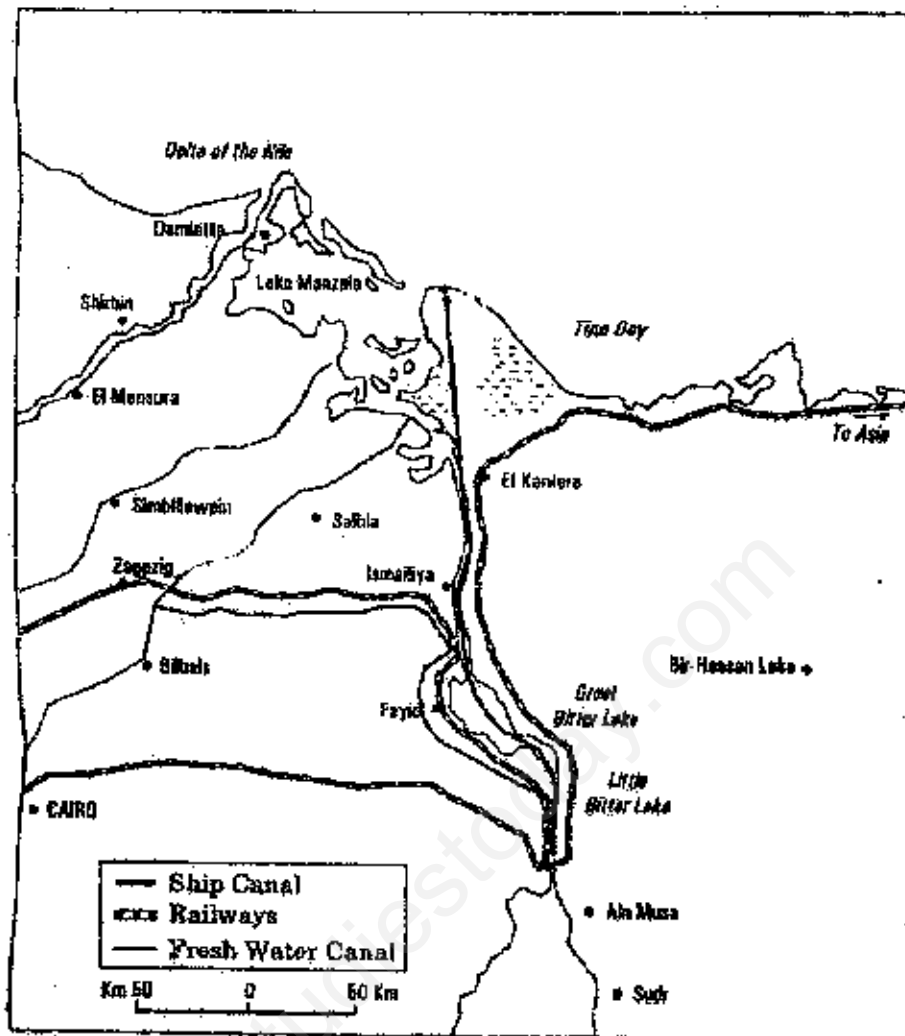 Delta of the Nile
Damietta
Lake Manzala
Shirbin
Tina Bay
El Mansura
To Asia
El Kantara
Simbillawein
Salhia
Zagazig
Ismailiya
Bilbeis
Bir-Hassan Lake
Fayid
Great
Bitter Lake
Little
Bitter Lake
CAIRO
Ship Canal
Railways
Fresh Water Canal
Ain Musa
Km 50 0 50 Km
Sudr
studiestoday.com